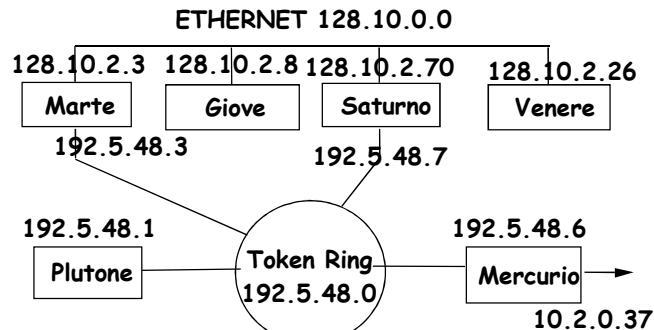 ETHERNET 128.10.0.0
128.10.2.3 128.10.2.8 128.10.2.70 128.10.2.26
Marte Giove Saturno Venere
192.5.48.3 192.5.48.7
192.5.48.1 192.5.48.6
Plutone Token Ring Mercurio
192.5.48.0
10.2.0.37